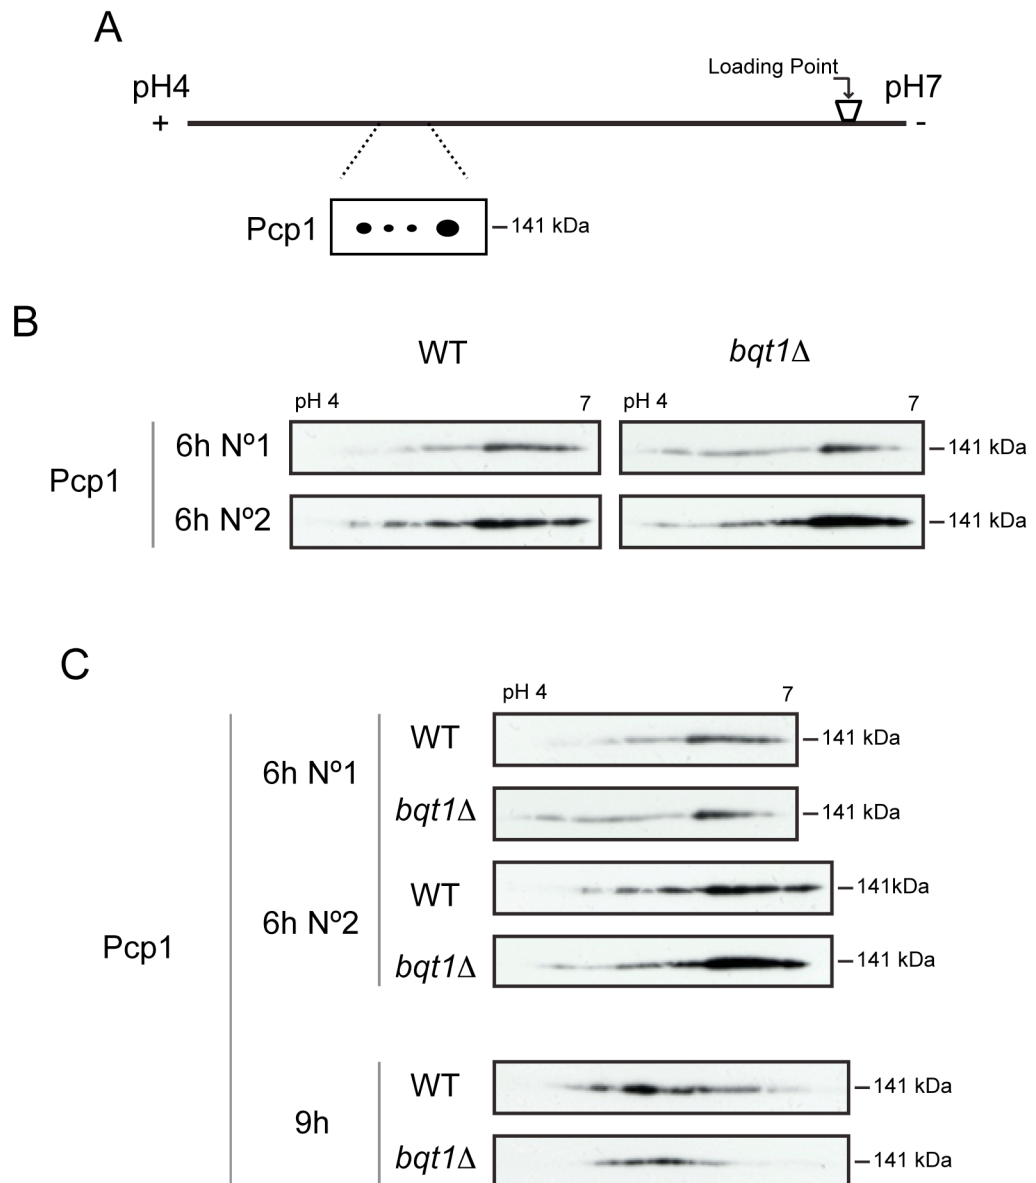 A
Loading Point
pH4
pH7
+
-
Pcp1
141 kDa
B
WT
bqt1Δ
pH 4
7
pH 4
7
Pcp1
6h Nº1
141 kDa
6h Nº2
141 kDa
C
pH 4
7
Pcp1
6h Nº1
WT
141 kDa
bqt1Δ
141 kDa
6h Nº2
WT
141kDa
bqt1Δ
141 kDa
9h
WT
141 kDa
bqt1Δ
141 kDa